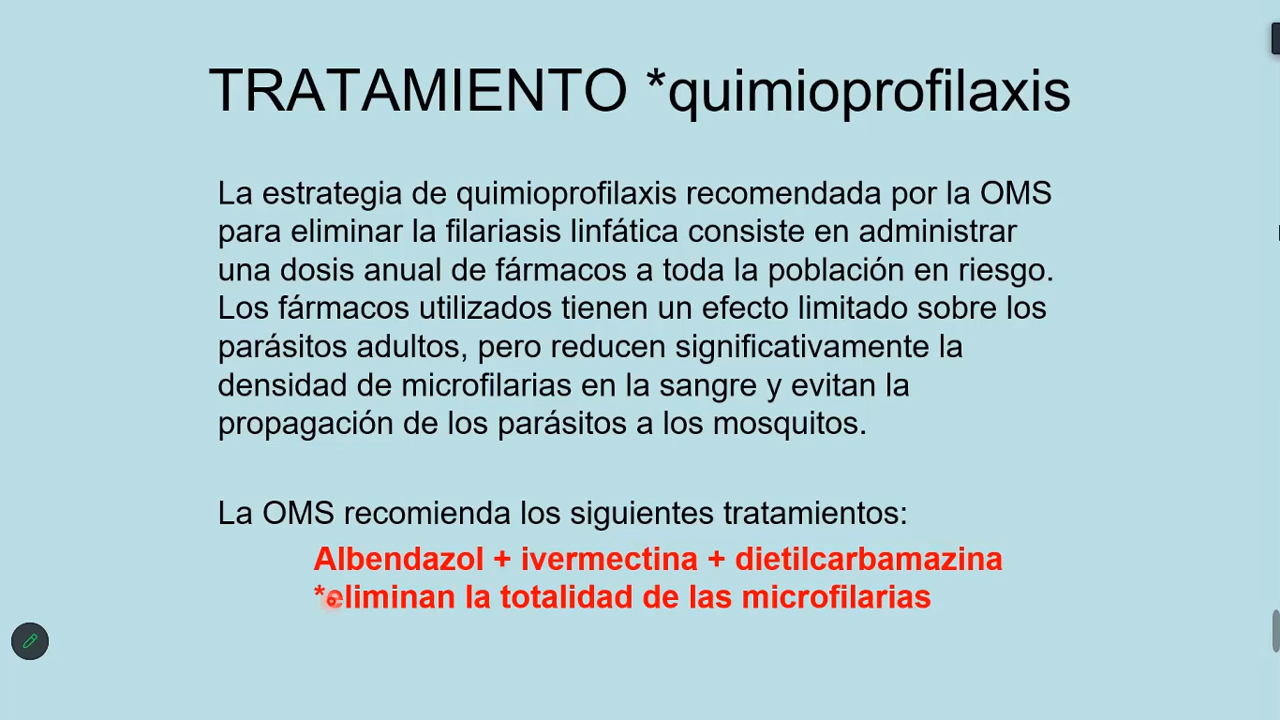 TRATAMIENTO *quimioprofilaxis
La estrategia de quimioprofilaxis recomendada por la OMS
para eliminar la filariasis linfática consiste en administrar
una dosis anual de fármacos a toda la población en riesgo.
Los fármacos utilizados tienen un efecto limitado sobre los
parásitos adultos, pero reducen significativamente la
densidad de microfilarias en la sangre y evitan la
propagación de los parásitos a los mosquitos.
La OMS recomienda los siguientes tratamientos:
Albendazol + ivermectina + dietilcarbamazina
*eliminan la totalidad de las microfilarias